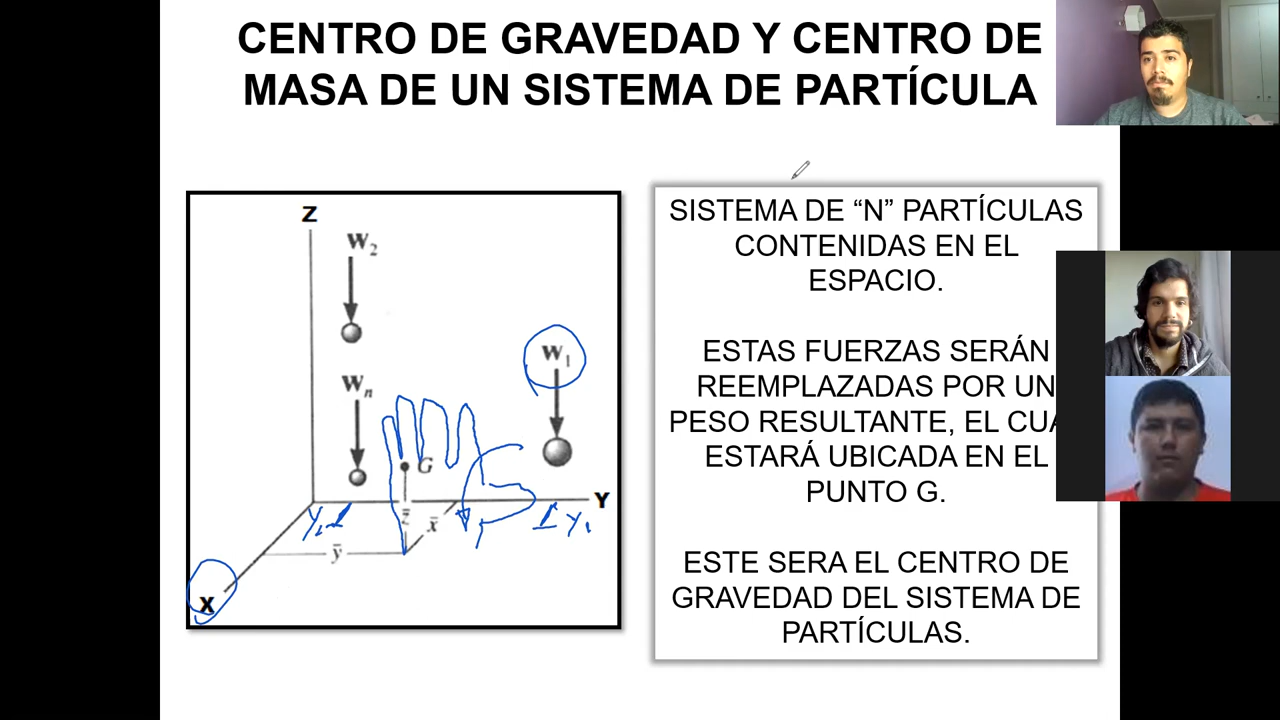 CENTRO DE GRAVEDAD Y CENTRO DE
MASA DE UN SISTEMA DE PARTÍCULA
Z
W₂
W₁
Wₙ
G
Y
z̄
x̄
ȳ
X
Y₂
Y₁
SISTEMA DE “N” PARTÍCULAS
CONTENIDAS EN EL
ESPACIO.
ESTAS FUERZAS SERÁN
REEMPLAZADAS POR UN
PESO RESULTANTE, EL CUA
ESTARÁ UBICADA EN EL
PUNTO G.
ESTE SERA EL CENTRO DE
GRAVEDAD DEL SISTEMA DE
PARTÍCULAS.